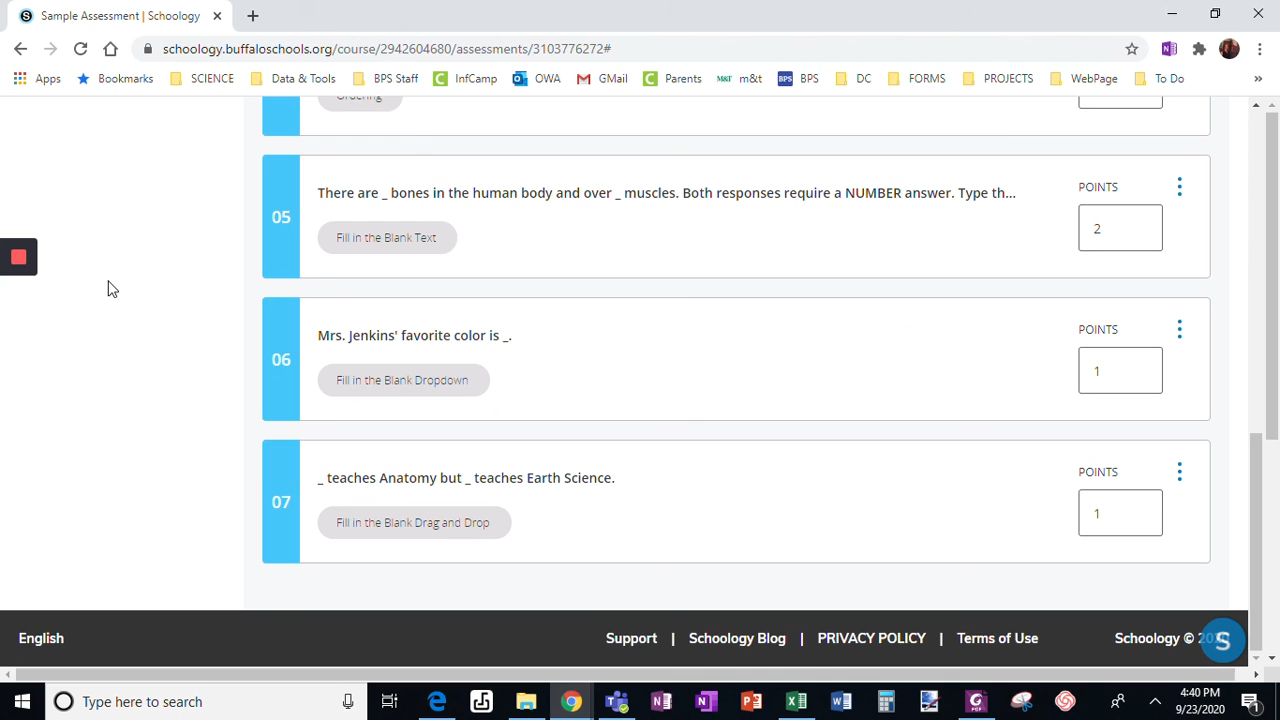 Sample Assessment | Schoology
schoology.buffaloschools.org/course/2942604680/assessments/3103776272#
Apps Bookmarks SCIENCE Data & Tools BPS Staff InfCamp OWA GMail Parents M&T m&t BPS BPS DC FORMS PROJECTS WebPage To Do »
Ordering
05
There are _ bones in the human body and over _ muscles. Both responses require a NUMBER answer. Type th...
POINTS
2
Fill in the Blank Text
06
Mrs. Jenkins' favorite color is _.
POINTS
1
Fill in the Blank Dropdown
07
_ teaches Anatomy but _ teaches Earth Science.
POINTS
1
Fill in the Blank Drag and Drop
English Support | Schoology Blog | PRIVACY POLICY | Terms of Use Schoology ©
S
Type here to search
4:40 PM
9/23/2020
1